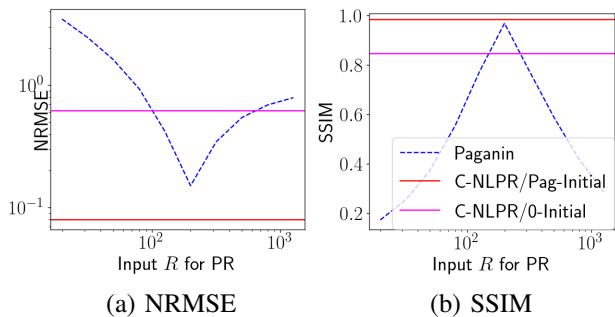 NRMSE
10^0
10^{-1}
10^2
10^3
Input R for PR
(a) NRMSE
SSIM
1.0
0.8
0.6
0.4
0.2
Paganin
C-NLPR/Pag-Initial
C-NLPR/0-Initial
10^2
10^3
Input R for PR
(b) SSIM